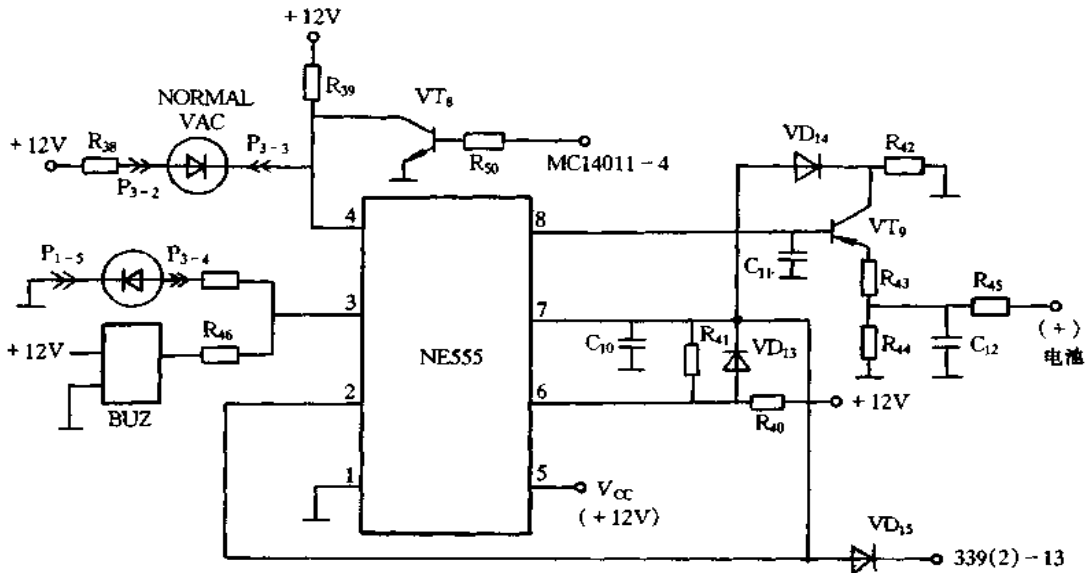 +12V
R39
NORMAL
VAC
VT8
+12V
R38
P3-3
P3-2
R50
MC14011-4
VD14
R42
4
8
VT9
C11
P1-5
P3-4
R43
R45
3
7
(+)
电池
+12V
R46
NE555
C10
R41
VD13
R44
C12
2
6
+12V
BUZ
R40
1
5
VCC
(+12V)
VD15
339(2)-13